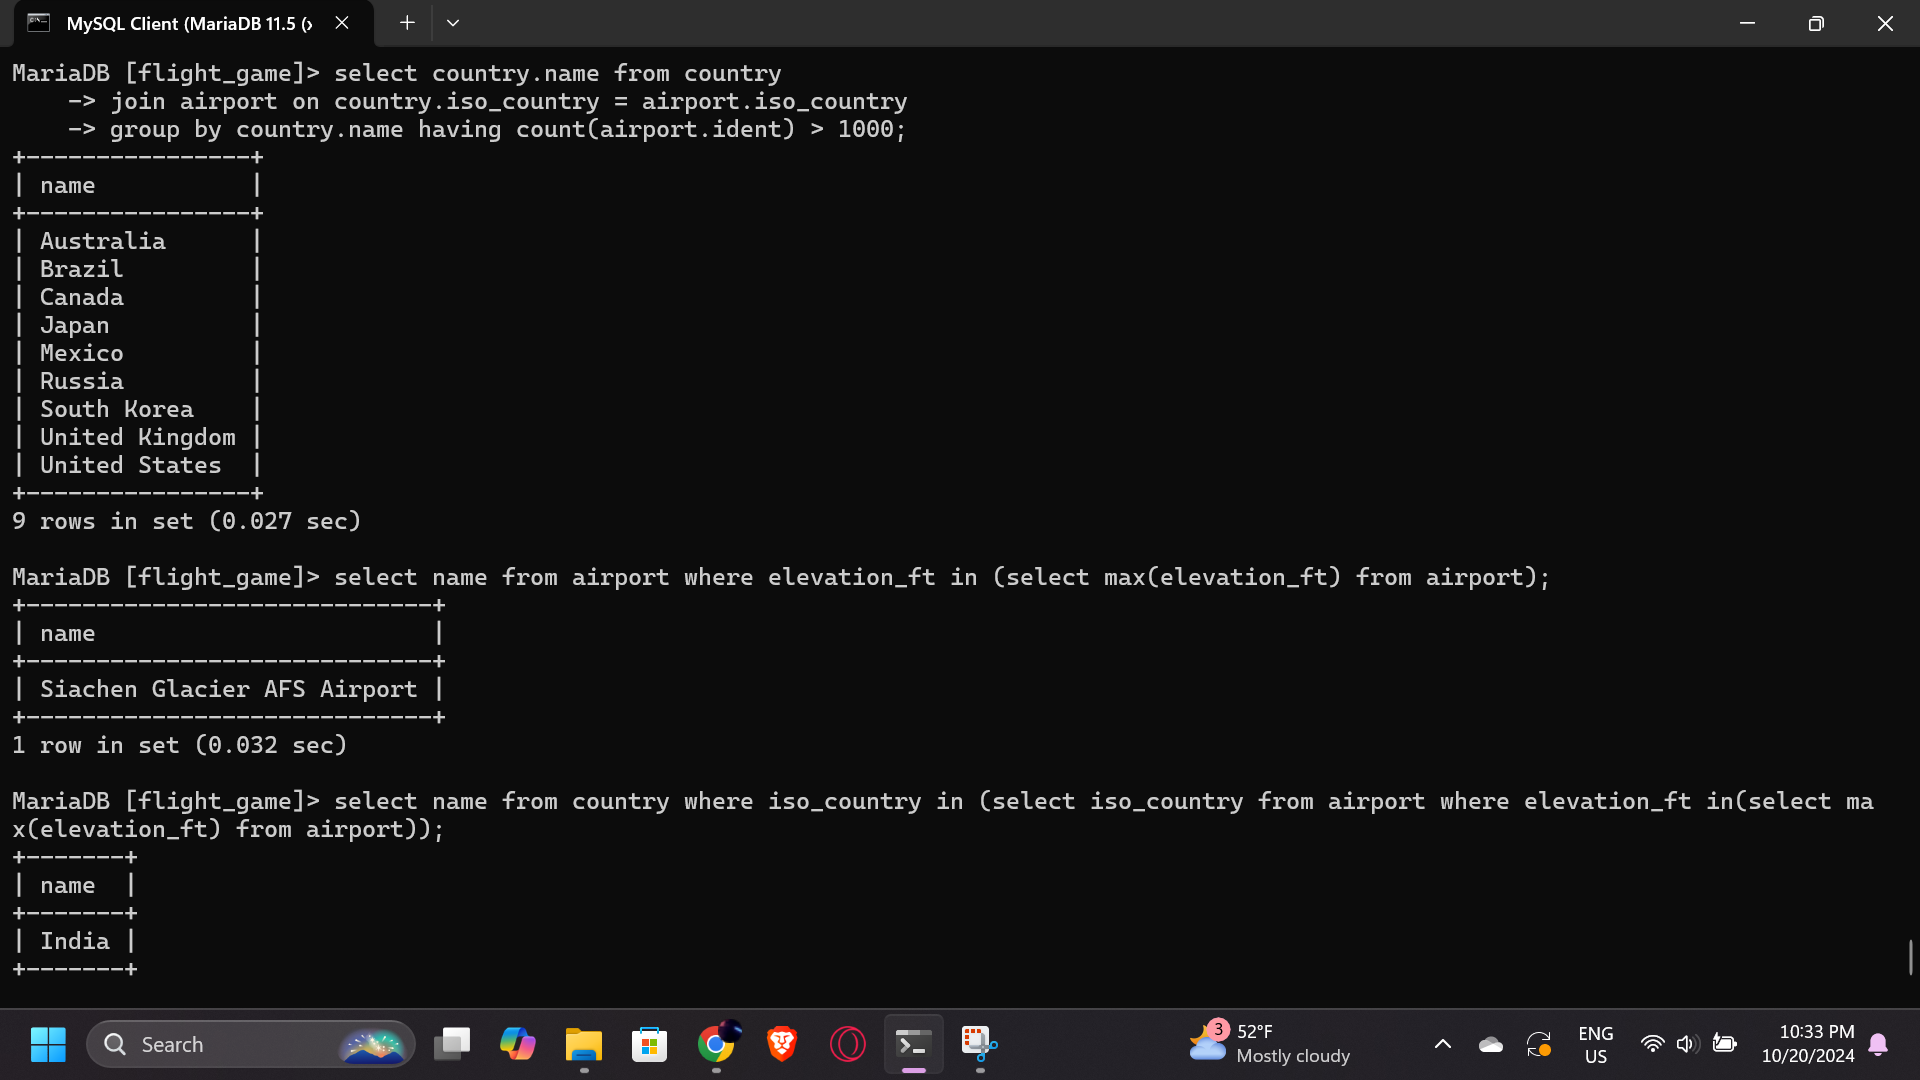 MySQL Client (MariaDB 11.5 (x
MariaDB [flight_game]> select country.name from country
    -> join airport on country.iso_country = airport.iso_country
    -> group by country.name having count(airport.ident) > 1000;
+----------------+
| name           |
+----------------+
| Australia      |
| Brazil         |
| Canada         |
| Japan          |
| Mexico         |
| Russia         |
| South Korea    |
| United Kingdom |
| United States  |
+----------------+
9 rows in set (0.027 sec)
MariaDB [flight_game]> select name from airport where elevation_ft in (select max(elevation_ft) from airport);
+-----------------------------+
| name                        |
+-----------------------------+
| Siachen Glacier AFS Airport |
+-----------------------------+
1 row in set (0.032 sec)
MariaDB [flight_game]> select name from country where iso_country in (select iso_country from airport where elevation_ft in(select ma
x(elevation_ft) from airport));
+-------+
| name  |
+-------+
| India |
+-------+
Search
3
52°F
Mostly cloudy
ENG
US
10:33 PM
10/20/2024